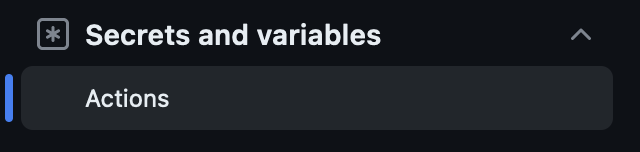 Secrets and variables
Actions